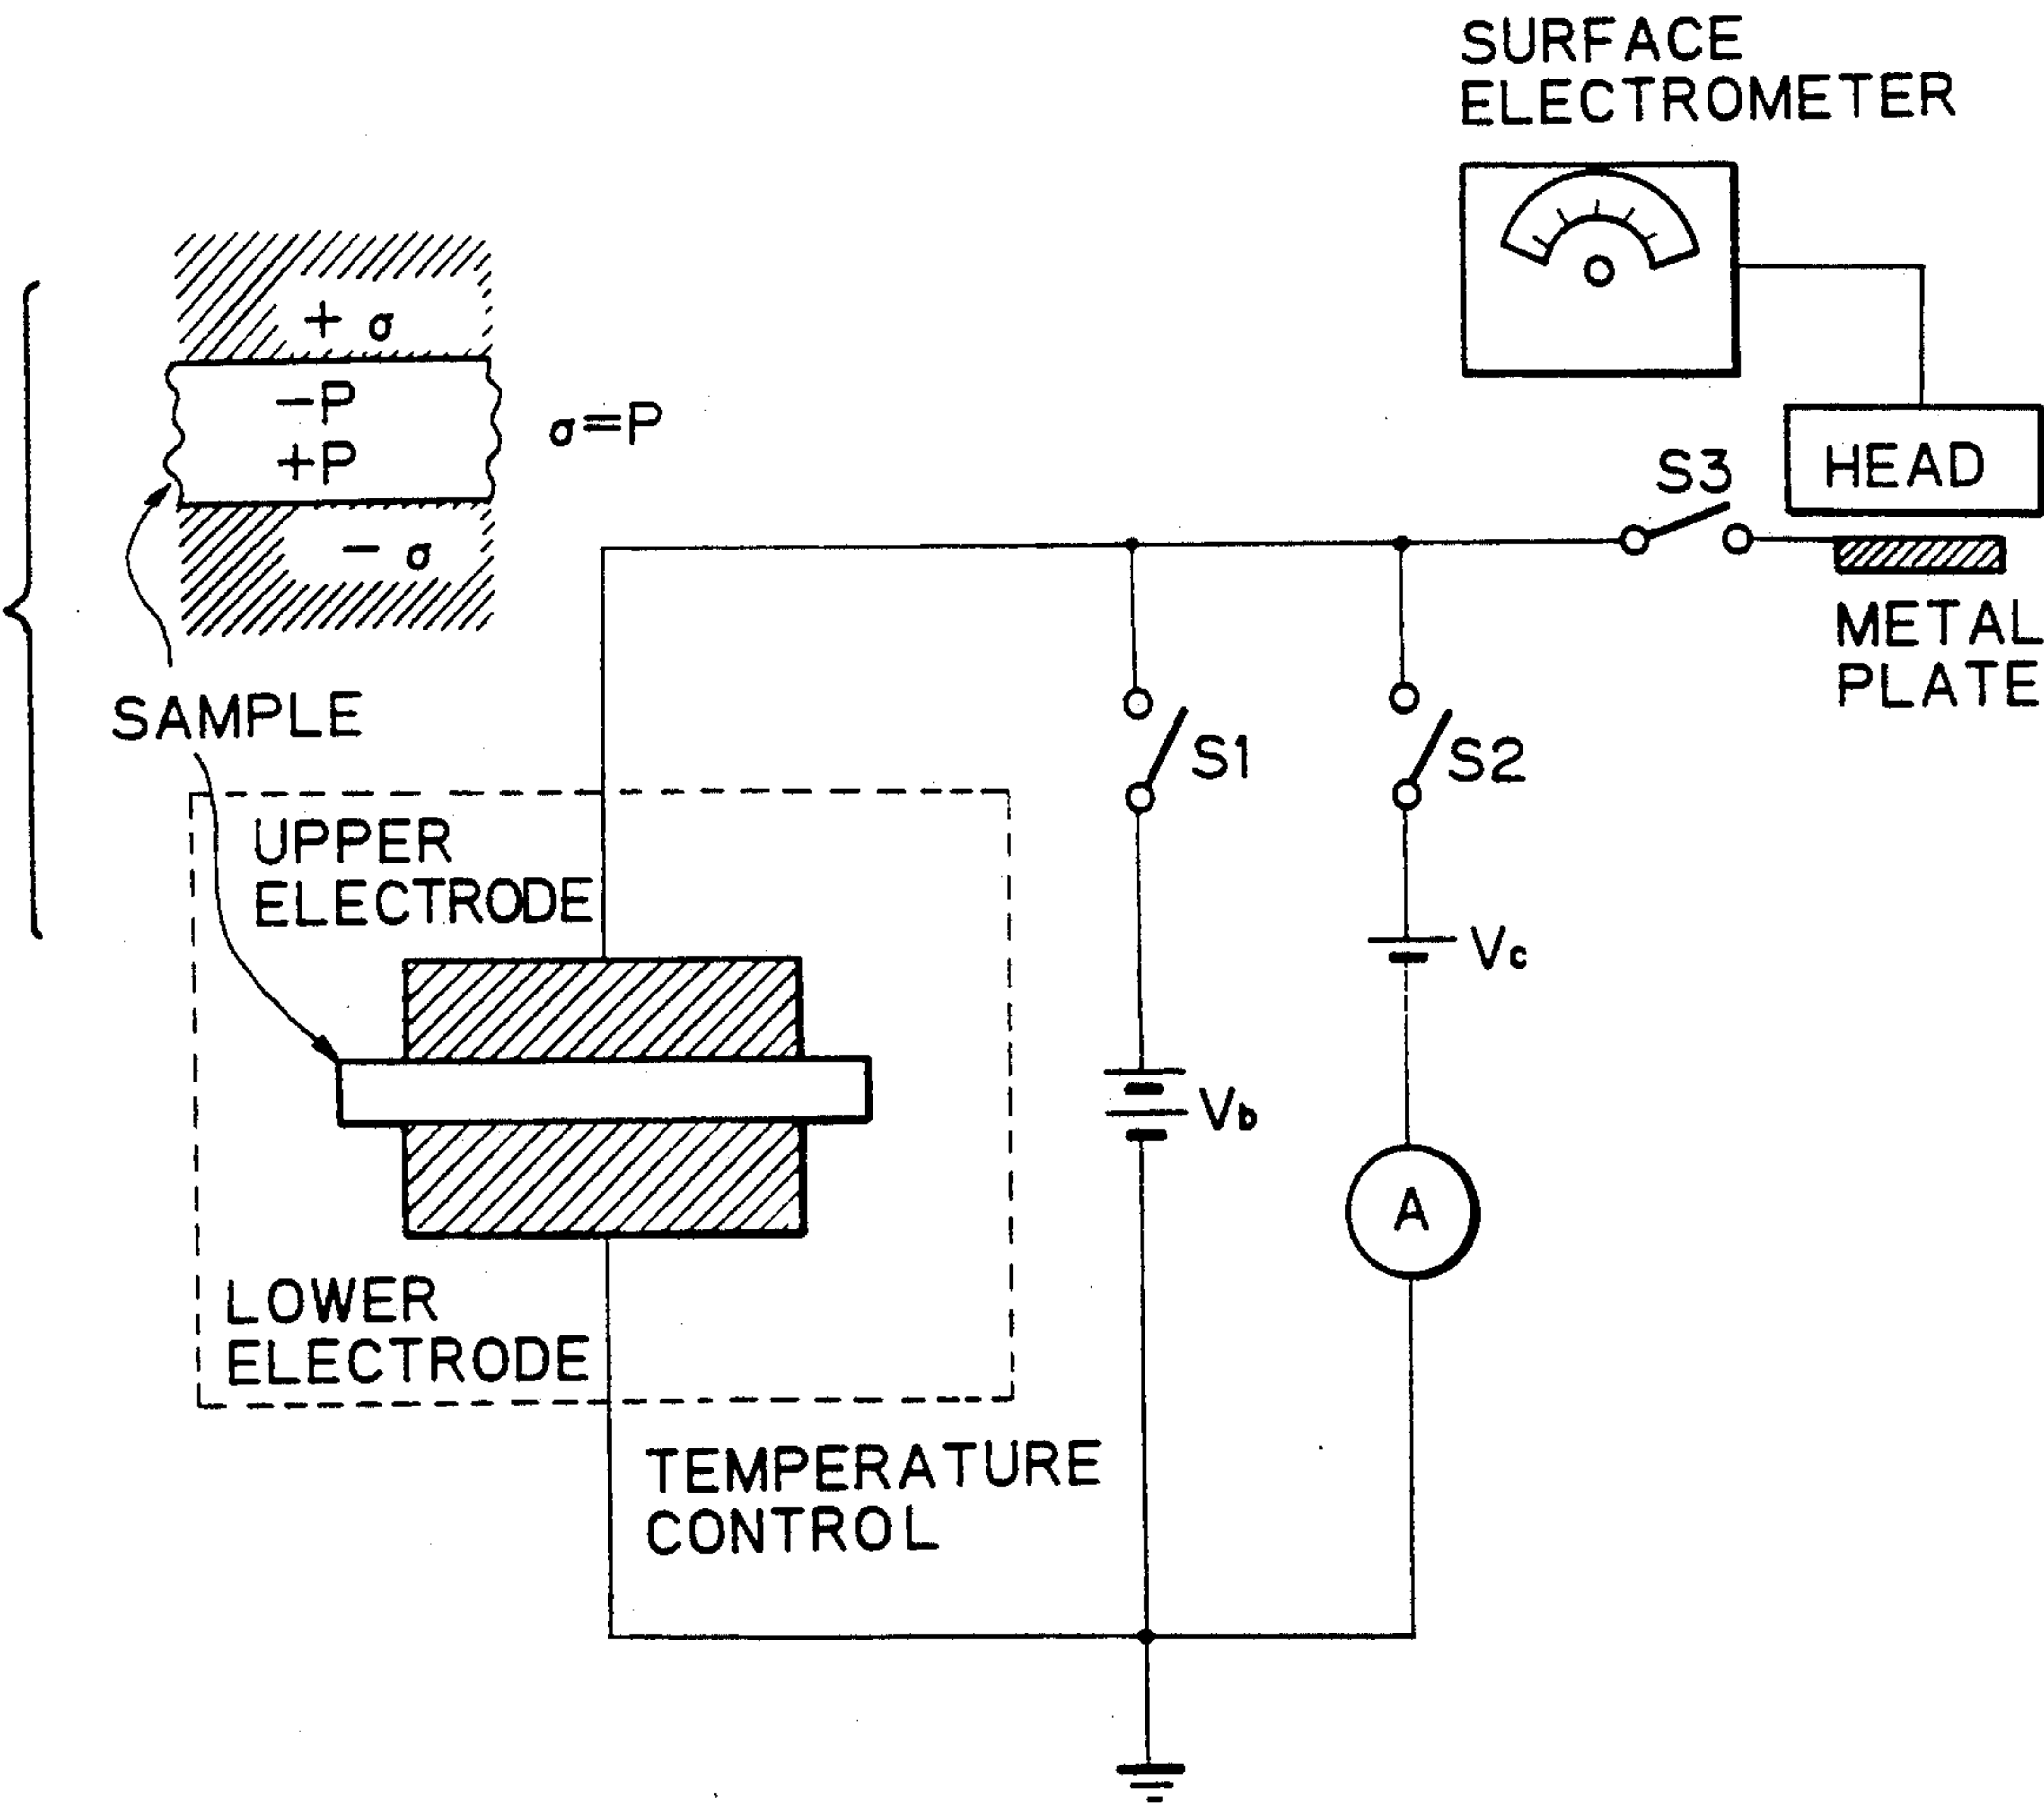 SURFACE
ELECTROMETER
+ σ
−P
+P
σ=P
− σ
HEAD
S3
METAL
PLATE
SAMPLE
S1
S2
UPPER
ELECTRODE
Vc
Vb
A
LOWER
ELECTRODE
TEMPERATURE
CONTROL